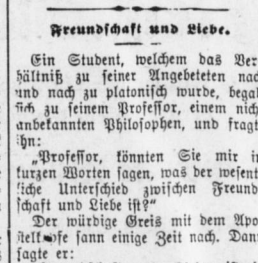 Freundschaft und Liebe.
Ein Student, welchem das Ver
hältniß zu seiner Angebeteten nach
und nach zu platonisch wurde, begab
sich zu seinem Professor, einem nich
unbekannten Philosophen, und fragt
ihn:
„Professor, könnten Sie mir in
kurzen Worten sagen, was der wesent
liche Unterschied zwischen Freund
schaft und Liebe ist?"
Der würdige Greis mit dem Apo
sann einige Zeit nach. Dann
sagte er: